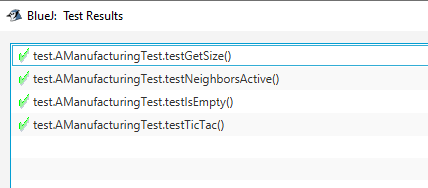 BlueJ: Test Results
test.AManufacturingTest.testGetSize()
test.AManufacturingTest.testNeighborsActive()
test.AManufacturingTest.testIsEmpty()
test.AManufacturingTest.testTicTac()